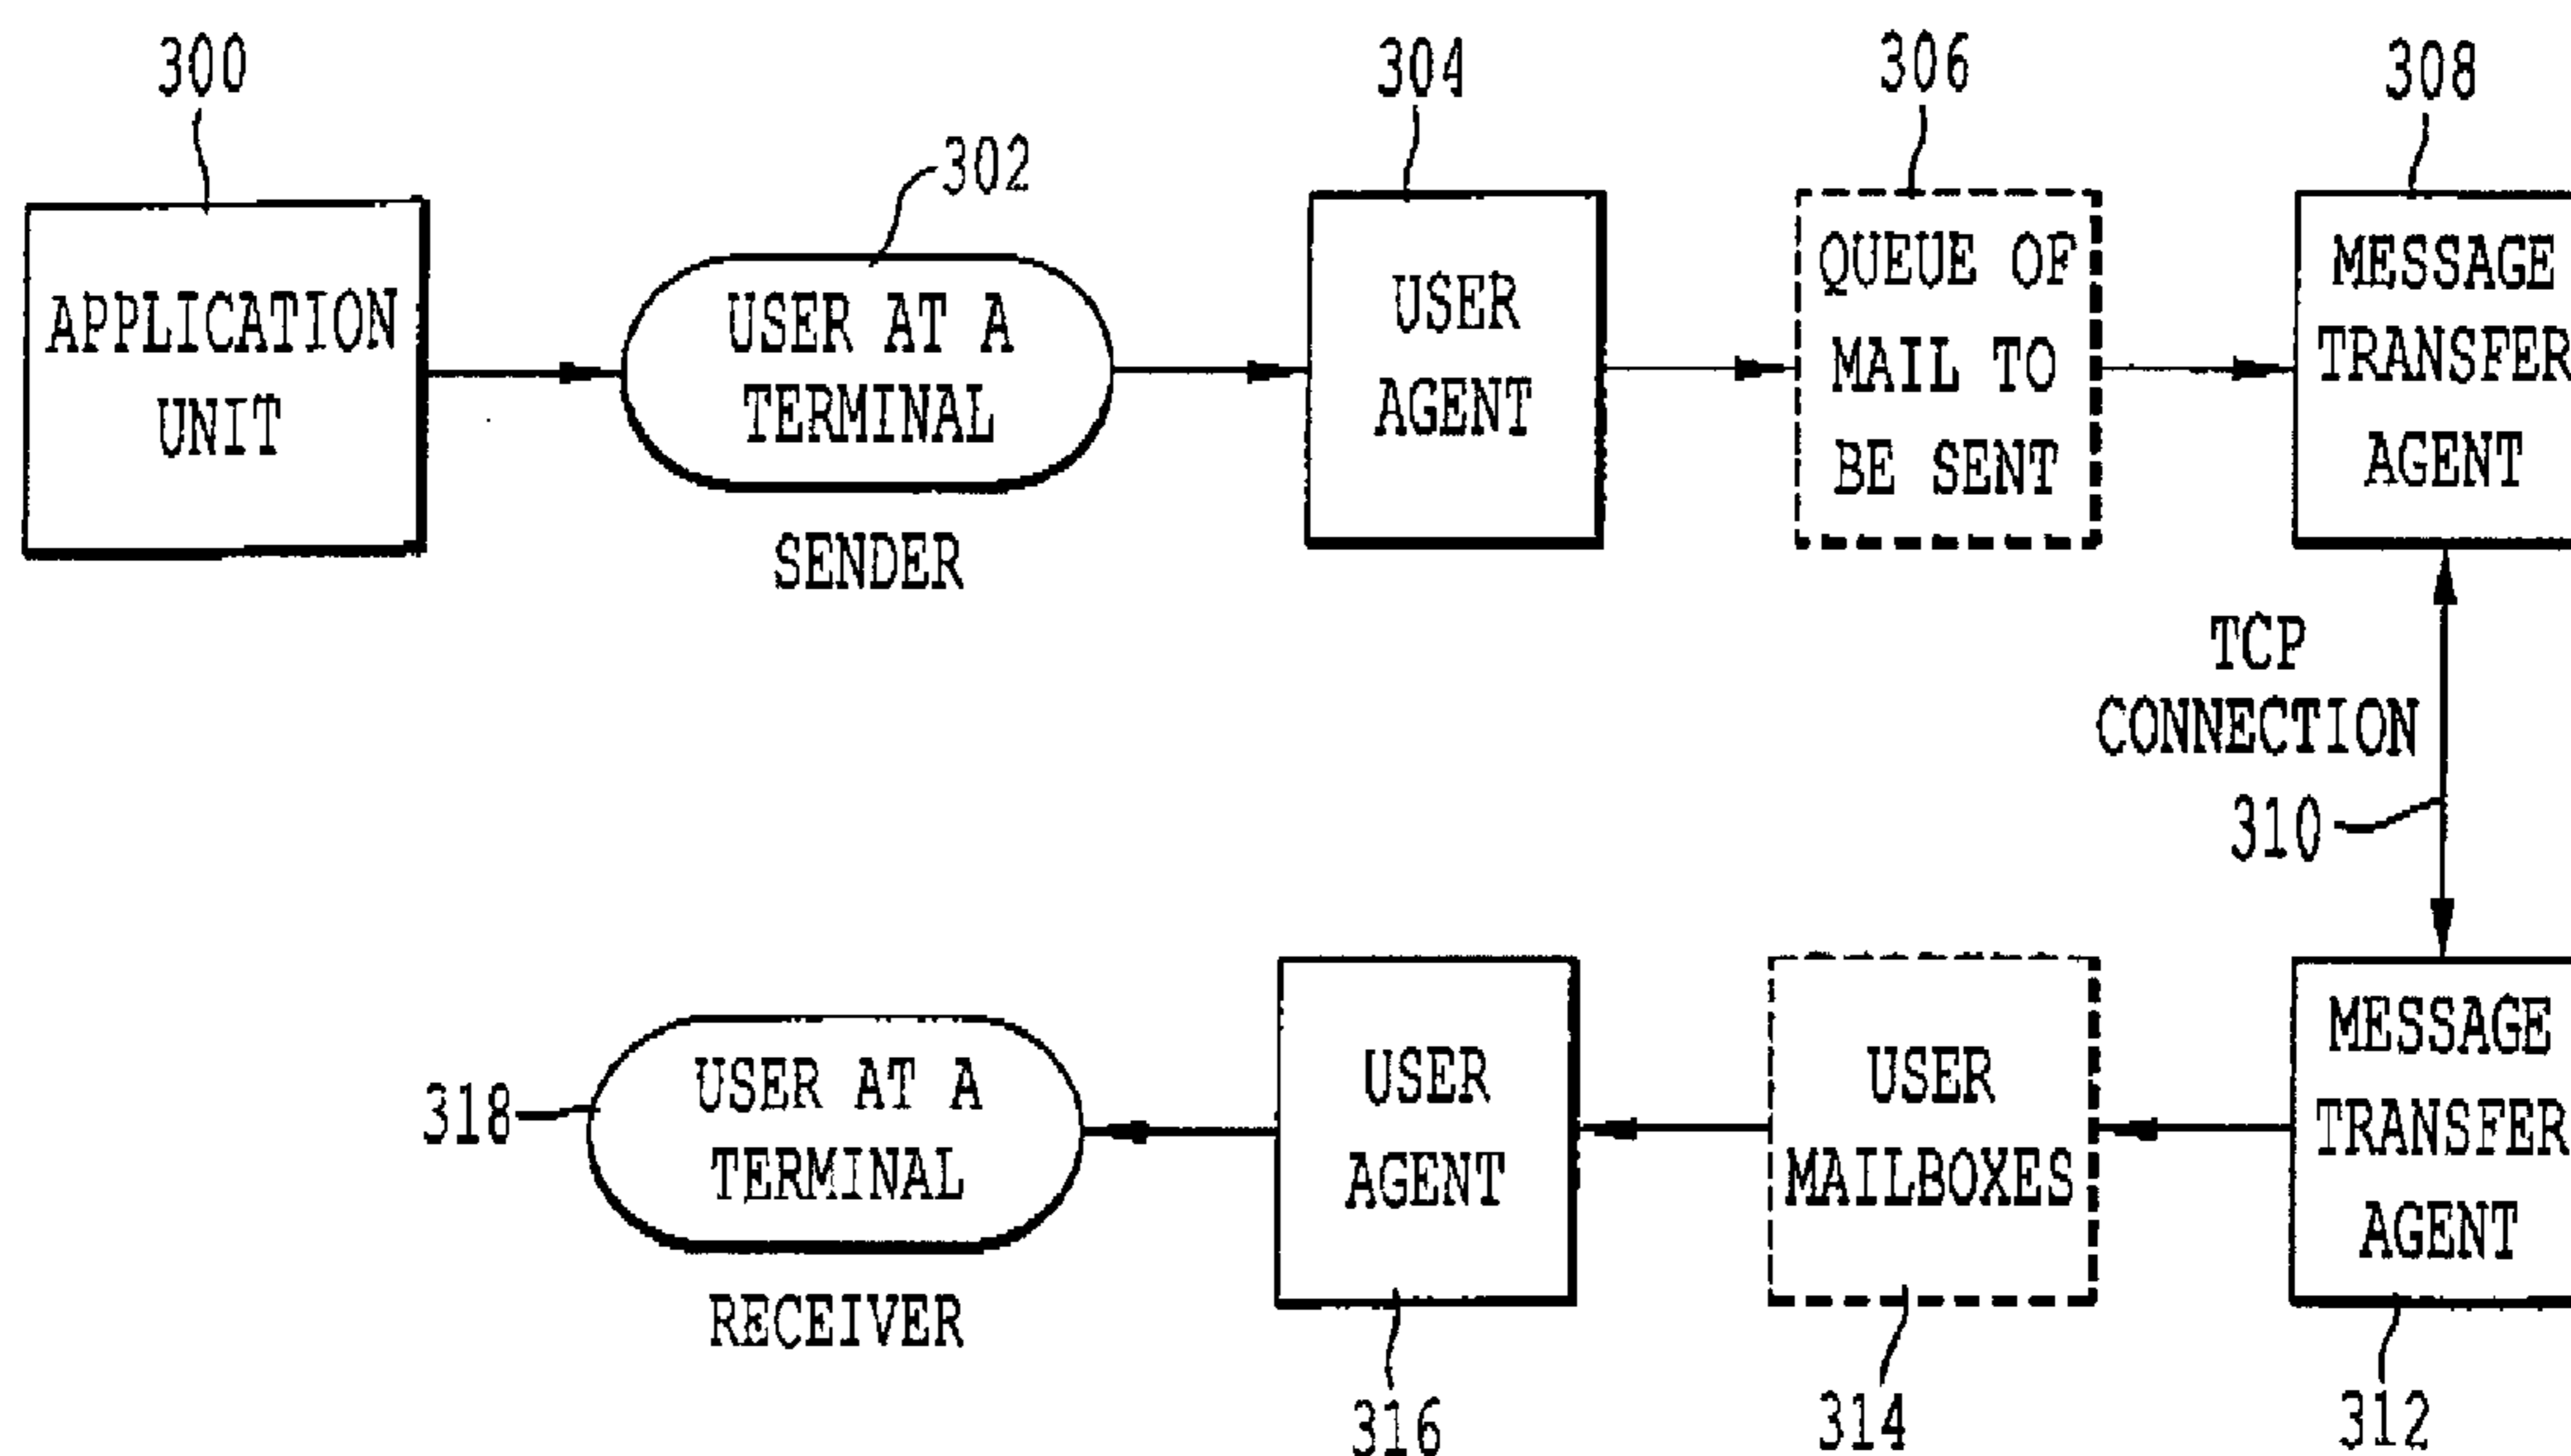 300
302
304
306
308
APPLICATION
UNIT
USER AT A
TERMINAL
SENDER
USER
AGENT
QUEUE OF
MAIL TO
BE SENT
MESSAGE
TRANSFER
AGENT
TCP
CONNECTION
310
318
USER AT A
TERMINAL
RECEIVER
USER
AGENT
USER
MAILBOXES
MESSAGE
TRANSFER
AGENT
316
314
312